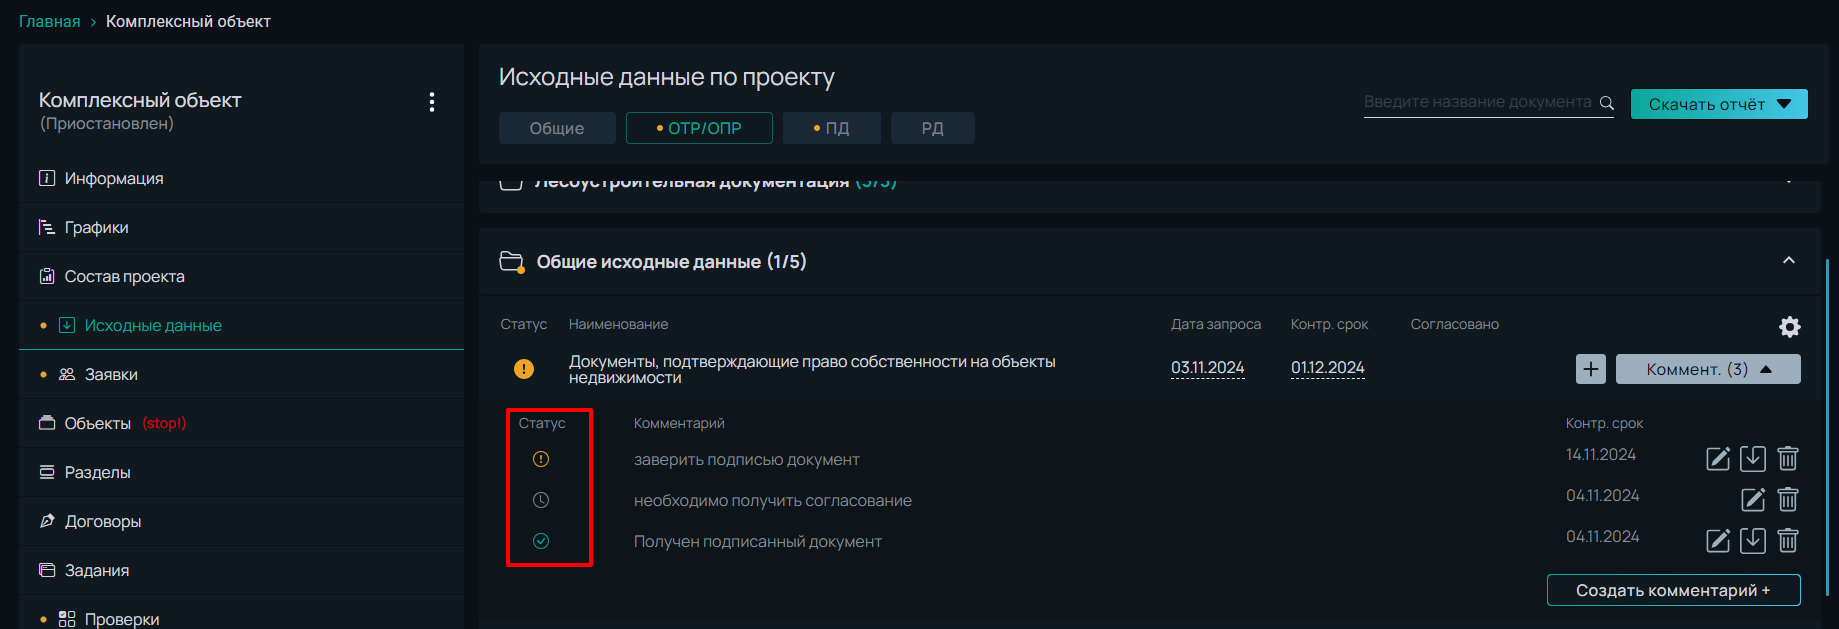 Главная › Комплексный объект
Комплексный объект
(Приостановлен)
Информация
Графики
Состав проекта
Исходные данные
Заявки
Объекты (stop!)
Разделы
Договоры
Задания
Проверки
Исходные данные по проекту
Общие
ОТР/ОПР
ПД
РД
Введите название документа
Скачать отчёт
Лесоустроительная документация (3/3)
Общие исходные данные (1/5)
Статус Наименование Дата запроса Контр. срок Согласовано
Документы, подтверждающие право собственности на объекты
недвижимости
03.11.2024 01.12.2024
+ Коммент. (3)
Статус Комментарий Контр. срок
заверить подписью документ 14.11.2024
необходимо получить согласование 04.11.2024
Получен подписанный документ 04.11.2024
Создать комментарий +